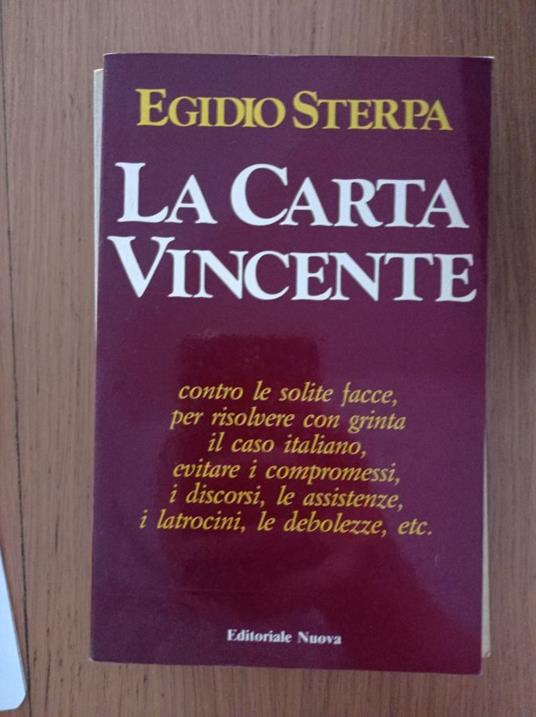 EGIDIO STERPA
LA CARTA
VINCENTE
contro le solite facce,
per risolvere con grinta
il caso italiano,
evitare i compromessi,
i discorsi, le assistenze,
i latrocini, le debolezze, etc.
Editoriale Nuova